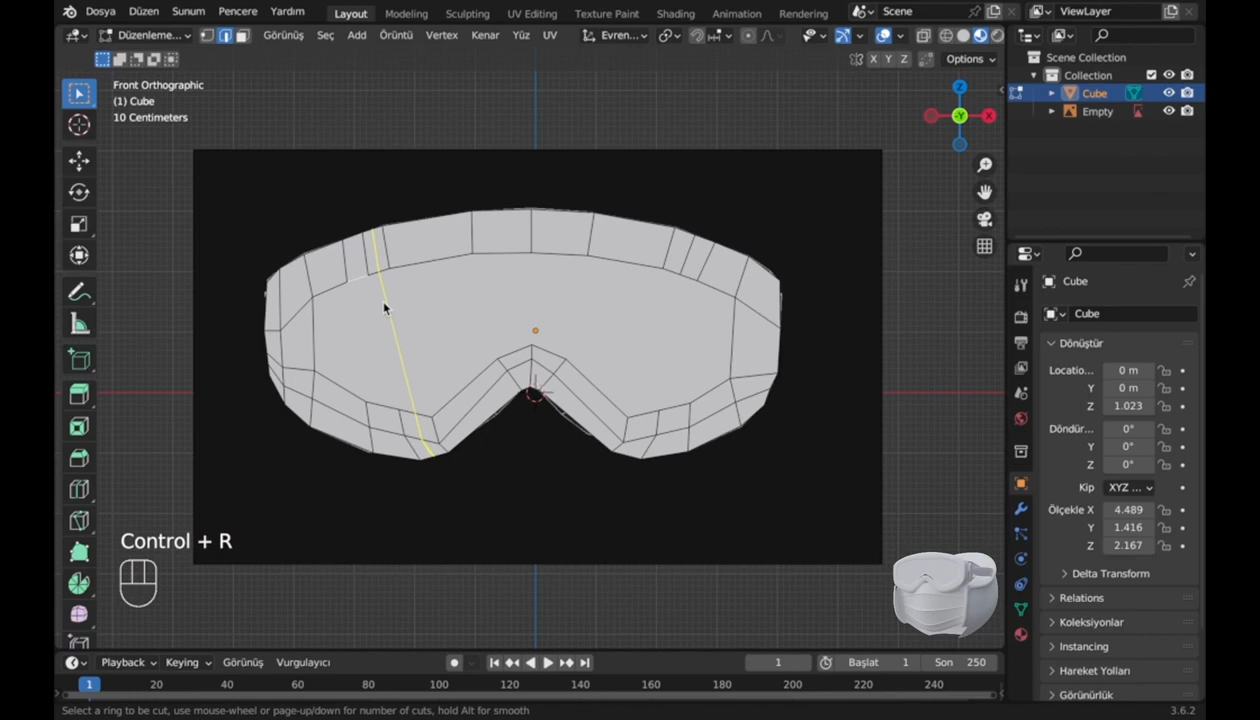 Dosya Düzen Sunum Pencere Yardım Layout Modeling Sculpting UV Editing Texture Paint Shading Animation Rendering Scene ViewLayer
Düzenleme... Görünüş Seç Add Örüntü Vertex Kenar Yüz UV Evren...
X Y Z Options
Front Orthographic
(1) Cube
10 Centimeters
Z
-Y
X
Scene Collection
Collection
Cube
Empty
Cube
Cube
Dönüştür
Locatio... 0 m
Y 0 m
Z 1.023
Döndür... 0°
Y 0°
Z 0°
Kip XYZ ...
Ölçekle X 4.489
Y 1.416
Z 2.167
Delta Transform
Relations
Koleksiyonlar
Instancing
Hareket Yolları
Görünürlük
Control + R
Playback Keying Görünüş Vurgulayıcı 1 Başlat 1 Son 250
1 20 40 60 80 100 120 140 160 180 200 220 240
Select a ring to be cut, use mouse-wheel or page-up/down for number of cuts, hold Alt for smooth 3.6.2